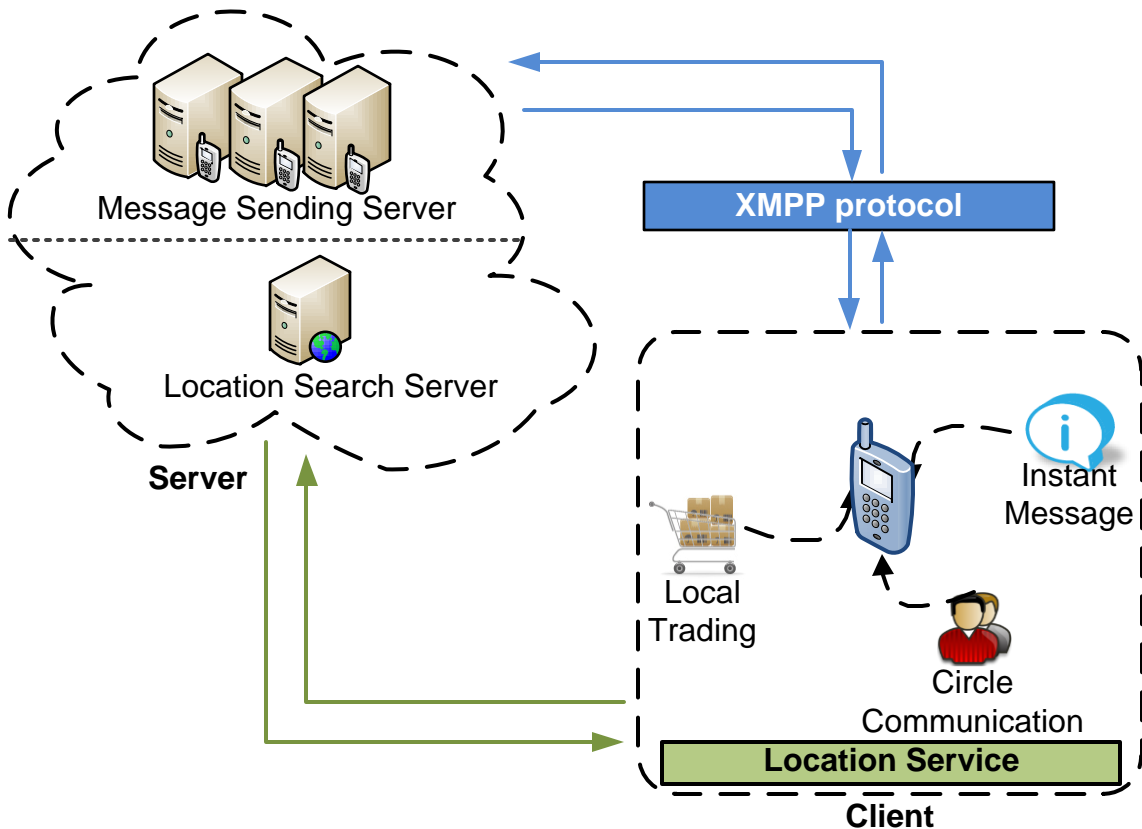 Message Sending Server
XMPP protocol
Location Search Server
Server
Instant
Message
Local
Trading
Circle
Communication
Location Service
Client